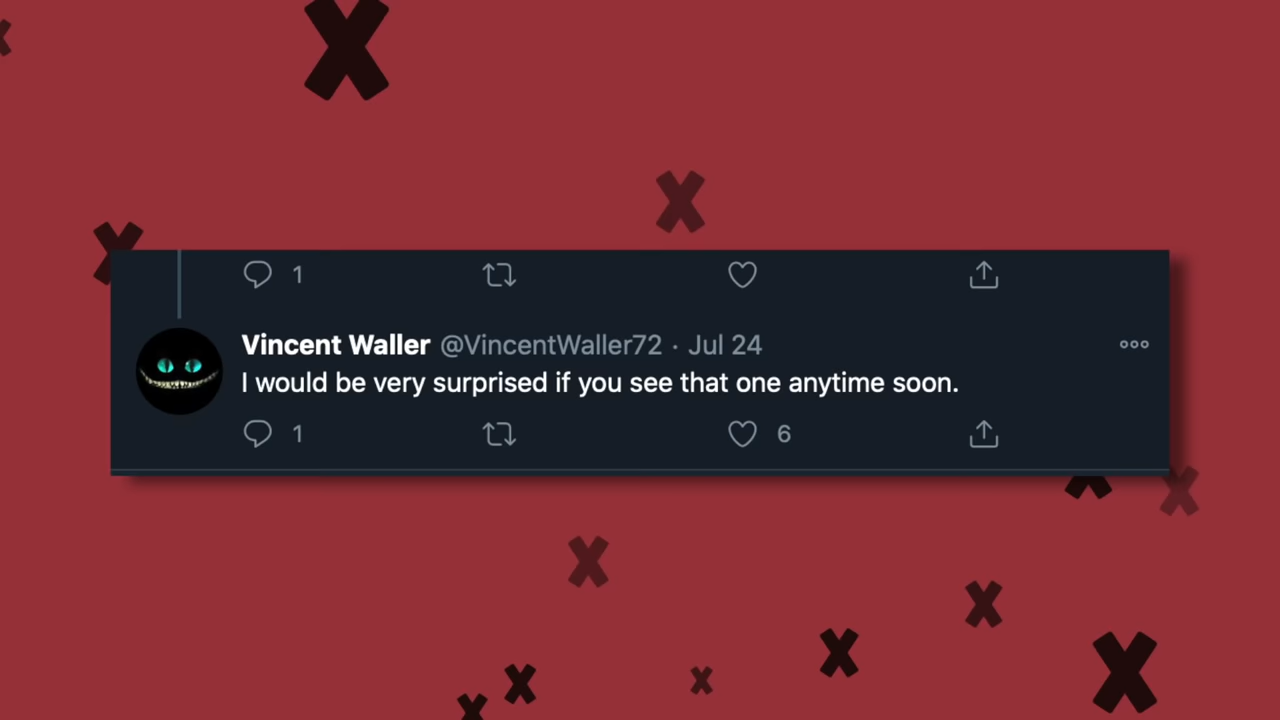 1
Vincent Waller @VincentWaller72 · Jul 24
I would be very surprised if you see that one anytime soon.
1 6